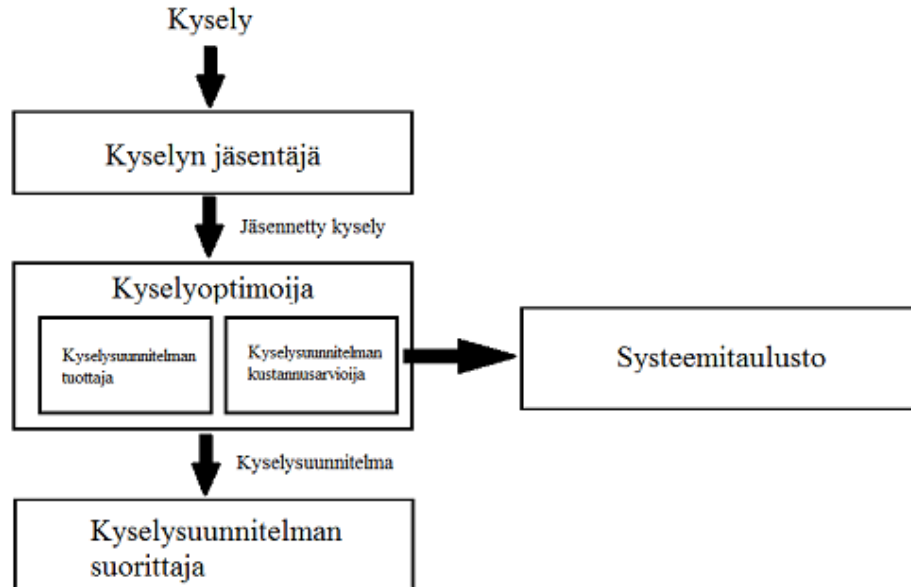 Kysely
Kyselyn jäsentäjä
Jäsennetty kysely
Kyselyoptimoija
Kyselysuunnitelman
tuottaja
Kyselysuunnitelman
kustannusarvioija
Systeemitaulusto
Kyselysuunnitelma
Kyselysuunnitelman
suorittaja